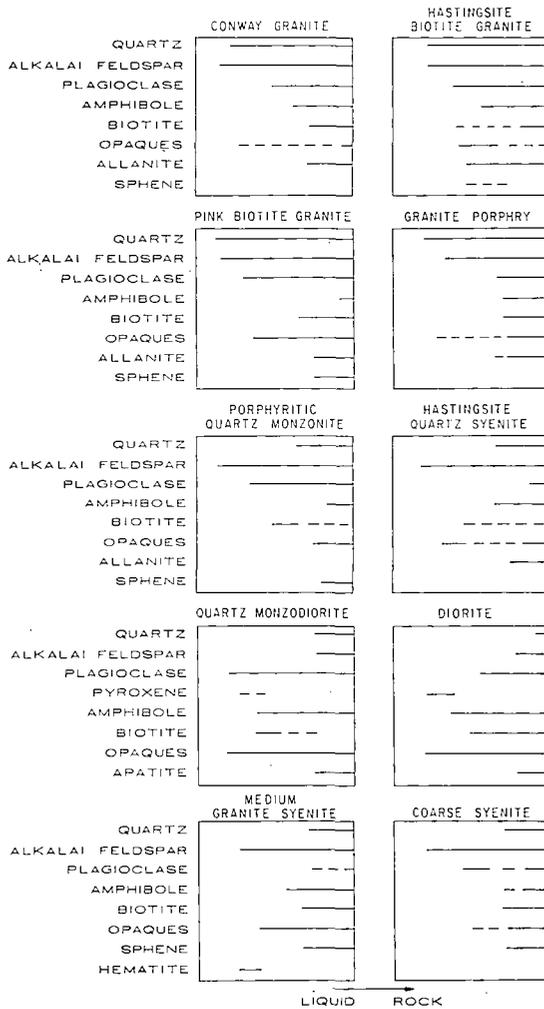 CONWAY GRANITE
HASTINGSITE
BIOTITE GRANITE
QUARTZ
ALKALAI FELDSPAR
PLAGIOCLASE
AMPHIBOLE
BIOTITE
OPAQUES
ALLANITE
SPHENE
PINK BIOTITE GRANITE
GRANITE PORPHRY
QUARTZ
ALKALAI FELDSPAR
PLAGIOCLASE
AMPHIBOLE
BIOTITE
OPAQUES
ALLANITE
SPHENE
PORPHYRITIC
QUARTZ MONZONITE
HASTINGSITE
QUARTZ SYENITE
QUARTZ
ALKALAI FELDSPAR
PLAGIOCLASE
AMPHIBOLE
BIOTITE
OPAQUES
ALLANITE
SPHENE
QUARTZ MONZODIORITE
DIORITE
QUARTZ
ALKALAI FELDSPAR
PLAGIOCLASE
PYROXENE
AMPHIBOLE
BIOTITE
OPAQUES
APATITE
MEDIUM
GRANITE SYENITE
COARSE SYENITE
QUARTZ
ALKALAI FELDSPAR
PLAGIOCLASE
AMPHIBOLE
BIOTITE
OPAQUES
SPHENE
HEMATITE
LIQUID ROCK